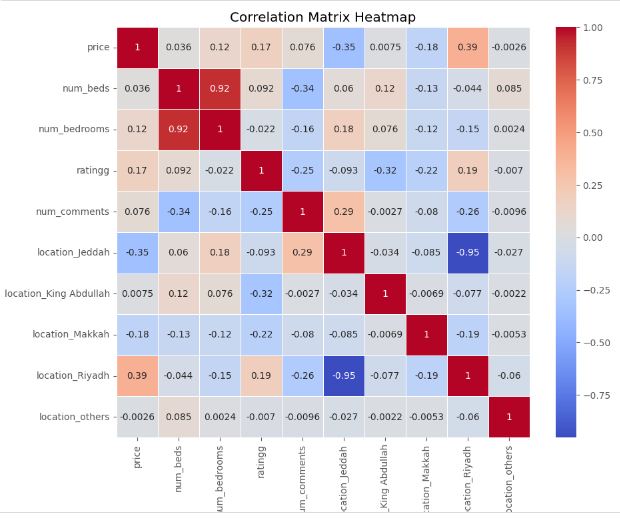 Correlation Matrix Heatmap
price 1 0.036 0.12 0.17 0.076 -0.35 0.0075 -0.18 0.39 -0.0026
num_beds 0.036 1 0.92 0.092 -0.34 0.06 0.12 -0.13 -0.044 0.085
num_bedrooms 0.12 0.92 1 -0.022 -0.16 0.18 0.076 -0.12 -0.15 0.0024
ratingg 0.17 0.092 -0.022 1 -0.25 -0.093 -0.32 -0.22 0.19 -0.007
num_comments 0.076 -0.34 -0.16 -0.25 1 0.29 -0.0027 -0.08 -0.26 -0.0096
location_Jeddah -0.35 0.06 0.18 -0.093 0.29 1 -0.034 -0.085 -0.95 -0.027
location_King Abdullah 0.0075 0.12 0.076 -0.32 -0.0027 -0.034 1 -0.0069 -0.077 -0.0022
location_Makkah -0.18 -0.13 -0.12 -0.22 -0.08 -0.085 -0.0069 1 -0.19 -0.0053
location_Riyadh 0.39 -0.044 -0.15 0.19 -0.26 -0.95 -0.077 -0.19 1 -0.06
location_others -0.0026 0.085 0.0024 -0.007 -0.0096 -0.027 -0.0022 -0.0053 -0.06 1
price
num_beds
um_bedrooms
ratingg
um_comments
ocation_Jeddah
_King Abdullah
cation_Makkah
ocation_Riyadh
ocation_others
1.00
0.75
0.50
0.25
0.00
−0.25
−0.50
−0.75